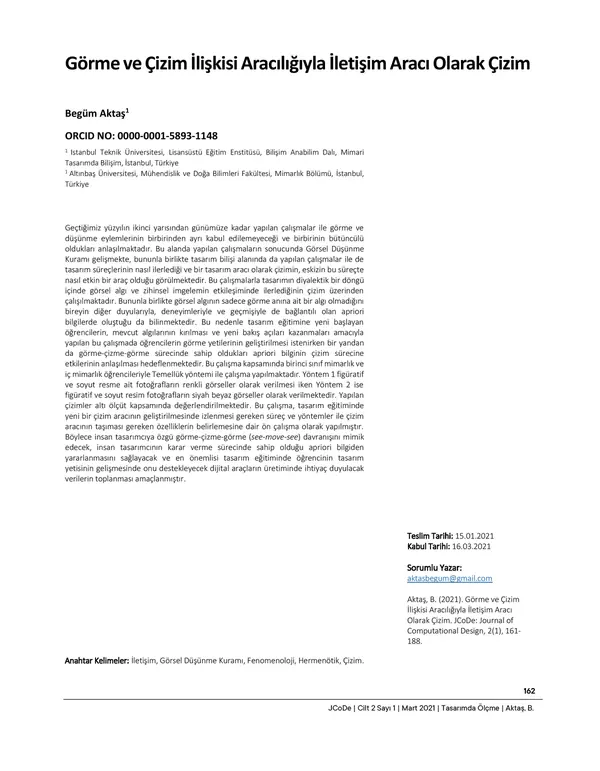 Görme ve Çizim İlişkisi Aracılığıyla İletişim Aracı Olarak Çizim
Begüm Aktaş1
ORCID NO: 0000-0001-5893-1148
1 Istanbul Teknik Üniversitesi, Lisansüstü Eğitim Enstitüsü, Bilişim Anabilim Dalı, Mimari
Tasarımda Bilişim, İstanbul, Türkiye
1 Altınbaş Üniversitesi, Mühendislik ve Doğa Bilimleri Fakültesi, Mimarlık Bölümü, İstanbul,
Türkiye
Geçtiğimiz yüzyılın ikinci yarısından günümüze kadar yapılan çalışmalar ile görme ve
düşünme eylemlerinin birbirinden ayrı kabul edilemeyeceği ve birbirinin bütüncülü
oldukları anlaşılmaktadır. Bu alanda yapılan çalışmaların sonucunda Görsel Düşünme
Kuramı gelişmekte, bununla birlikte tasarım bilişi alanında da yapılan çalışmalar ile de
tasarım süreçlerinin nasıl ilerlediği ve bir tasarım aracı olarak çizimin, eskizin bu süreçte
nasıl etkin bir araç olduğu görülmektedir. Bu çalışmalarla tasarımın diyalektik bir döngü
içinde görsel algı ve zihinsel imgelemin etkileşiminde ilerlediğinin çizim üzerinden
çalışılmaktadır. Bununla birlikte görsel algının sadece görme anına ait bir algı olmadığını
bireyin diğer duyularıyla, deneyimleriyle ve geçmişiyle de bağlantılı olan apriori
bilgilerde oluştuğu da bilinmektedir. Bu nedenle tasarım eğitimine yeni başlayan
öğrencilerin, mevcut algılarının kırılması ve yeni bakış açıları kazanmaları amacıyla
yapılan bu çalışmada öğrencilerin görme yetilerinin geliştirilmesi istenirken bir yandan
da görme-çizme-görme sürecinde sahip oldukları apriori bilginin çizim sürecine
etkilerinin anlaşılması hedeflenmektedir. Bu çalışma kapsamında birinci sınıf mimarlık ve
iç mimarlık öğrencileriyle Temellük yöntemi ile çalışma yapılmaktadır. Yöntem 1 figüratif
ve soyut resme ait fotoğrafların renkli görseller olarak verilmesi iken Yöntem 2 ise
figüratif ve soyut resim fotoğrafların siyah beyaz görseller olarak verilmektedir. Yapılan
çizimler altı ölçüt kapsamında değerlendirilmektedir. Bu çalışma, tasarım eğitiminde
yeni bir çizim aracının geliştirilmesinde izlenmesi gereken süreç ve yöntemler ile çizim
aracının taşıması gereken özelliklerin belirlemesine dair ön çalışma olarak yapılmıştır.
Böylece insan tasarımcıya özgü görme-çizme-görme (see-move-see) davranışını mimik
edecek, insan tasarımcının karar verme sürecinde sahip olduğu apriori bilgiden
yararlanmasını sağlayacak ve en önemlisi tasarım eğitiminde öğrencinin tasarım
yetisinin gelişmesinde onu destekleyecek dijital araçların üretiminde ihtiyaç duyulacak
verilerin toplanması amaçlanmıştır.
Teslim Tarihi: 15.01.2021
Kabul Tarihi: 16.03.2021
Sorumlu Yazar:
aktasbegum@gmail.com
Aktaş, B. (2021). Görme ve Çizim
İlişkisi Aracılığıyla İletişim Aracı
Olarak Çizim. JCoDe: Journal of
Computational Design, 2(1), 161-
188.
Anahtar Kelimeler: İletişim, Görsel Düşünme Kuramı, Fenomenoloji, Hermenötik, Çizim.
162
JCoDe | Cilt 2 Sayı 1 | Mart 2021 | Tasarımda Ölçme | Aktaş, B.